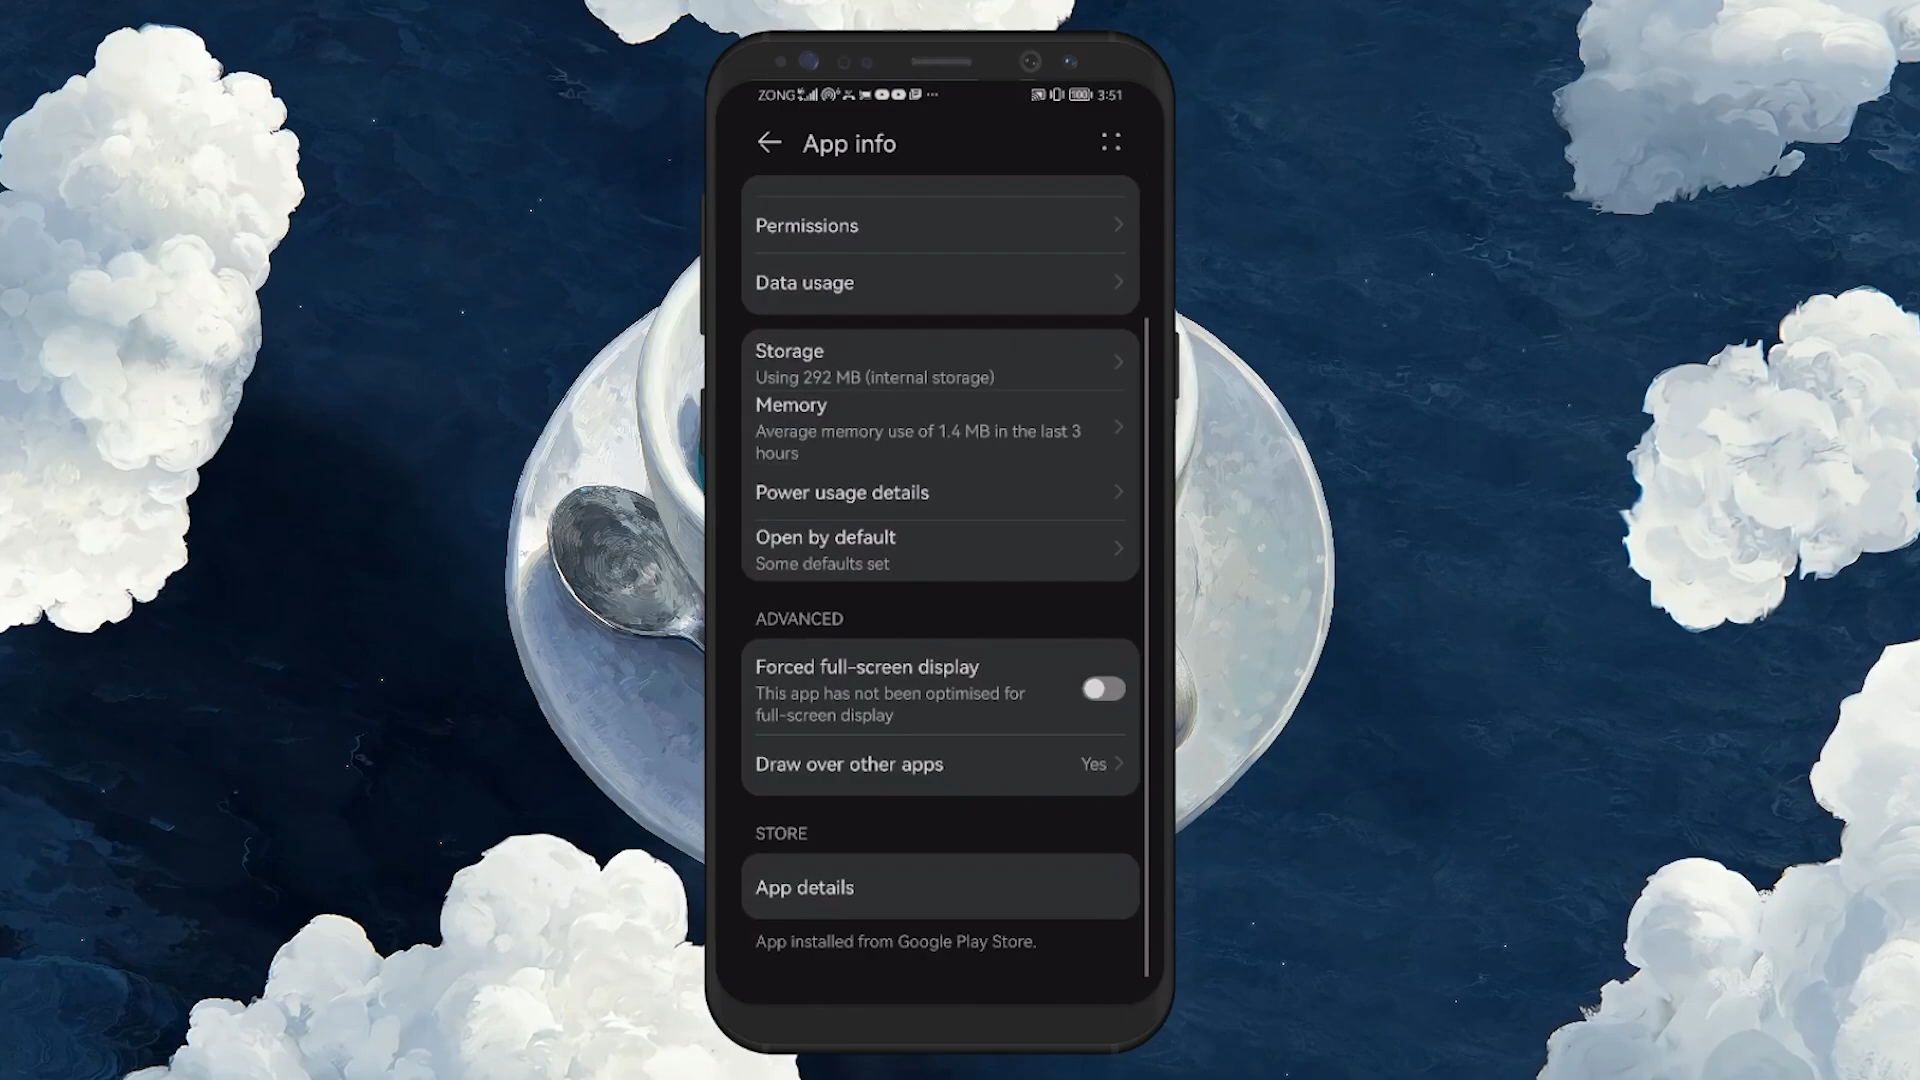 ZONG 3:51
App info
Permissions
Data usage
Storage
Using 292 MB (internal storage)
Memory
Average memory use of 1.4 MB in the last 3
hours
Power usage details
Open by default
Some defaults set
ADVANCED
Forced full-screen display
This app has not been optimised for
full-screen display
Draw over other apps Yes
STORE
App details
App installed from Google Play Store.